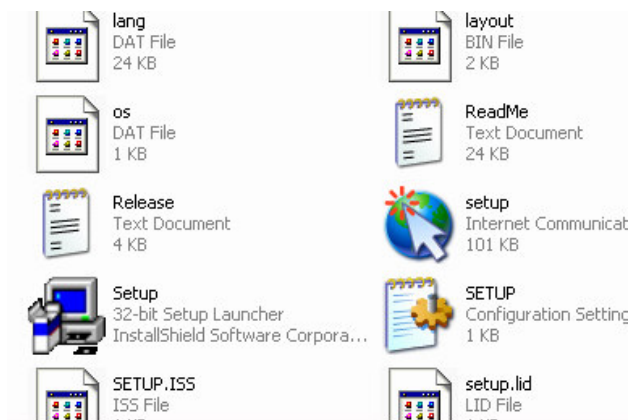 lang
DAT File
24 KB
layout
BIN File
2 KB
os
DAT File
1 KB
ReadMe
Text Document
24 KB
Release
Text Document
4 KB
setup
Internet Communicat
101 KB
Setup
32-bit Setup Launcher
InstallShield Software Corpora...
SETUP
Configuration Setting
1 KB
SETUP.ISS
ISS File
setup.lid
LID File